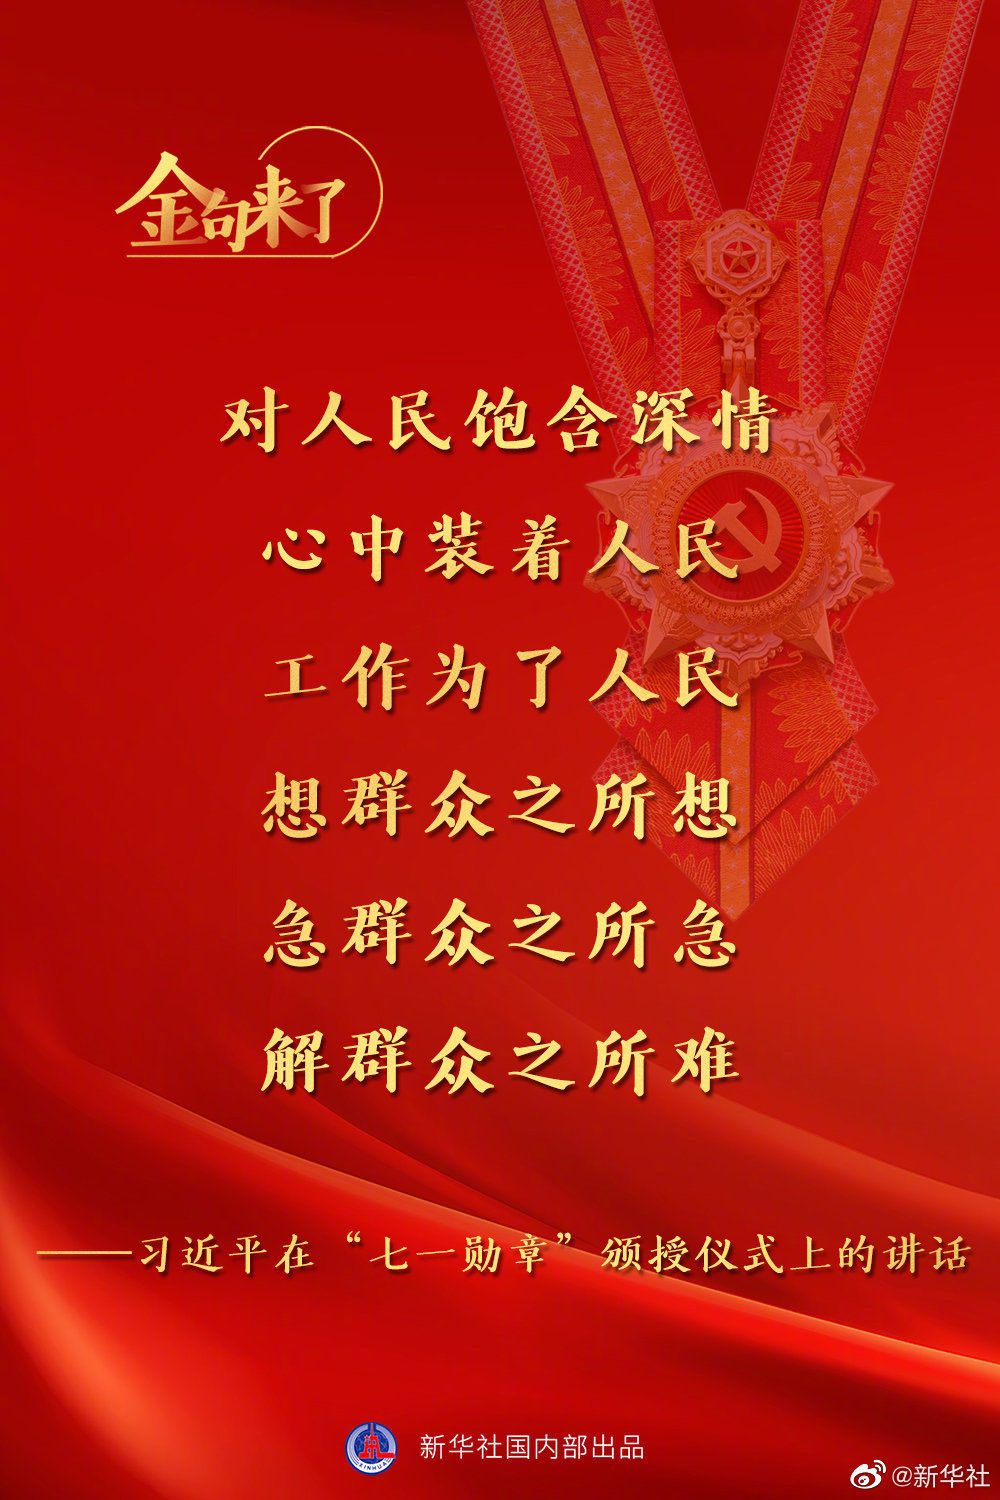 金句来了
对人民饱含深情
心中装着人民
工作为了人民
想群众之所想
急群众之所急
解群众之所难
——习近平在“七一勋章”颁授仪式上的讲话
XINHUA
新华社国内部出品
@新华社